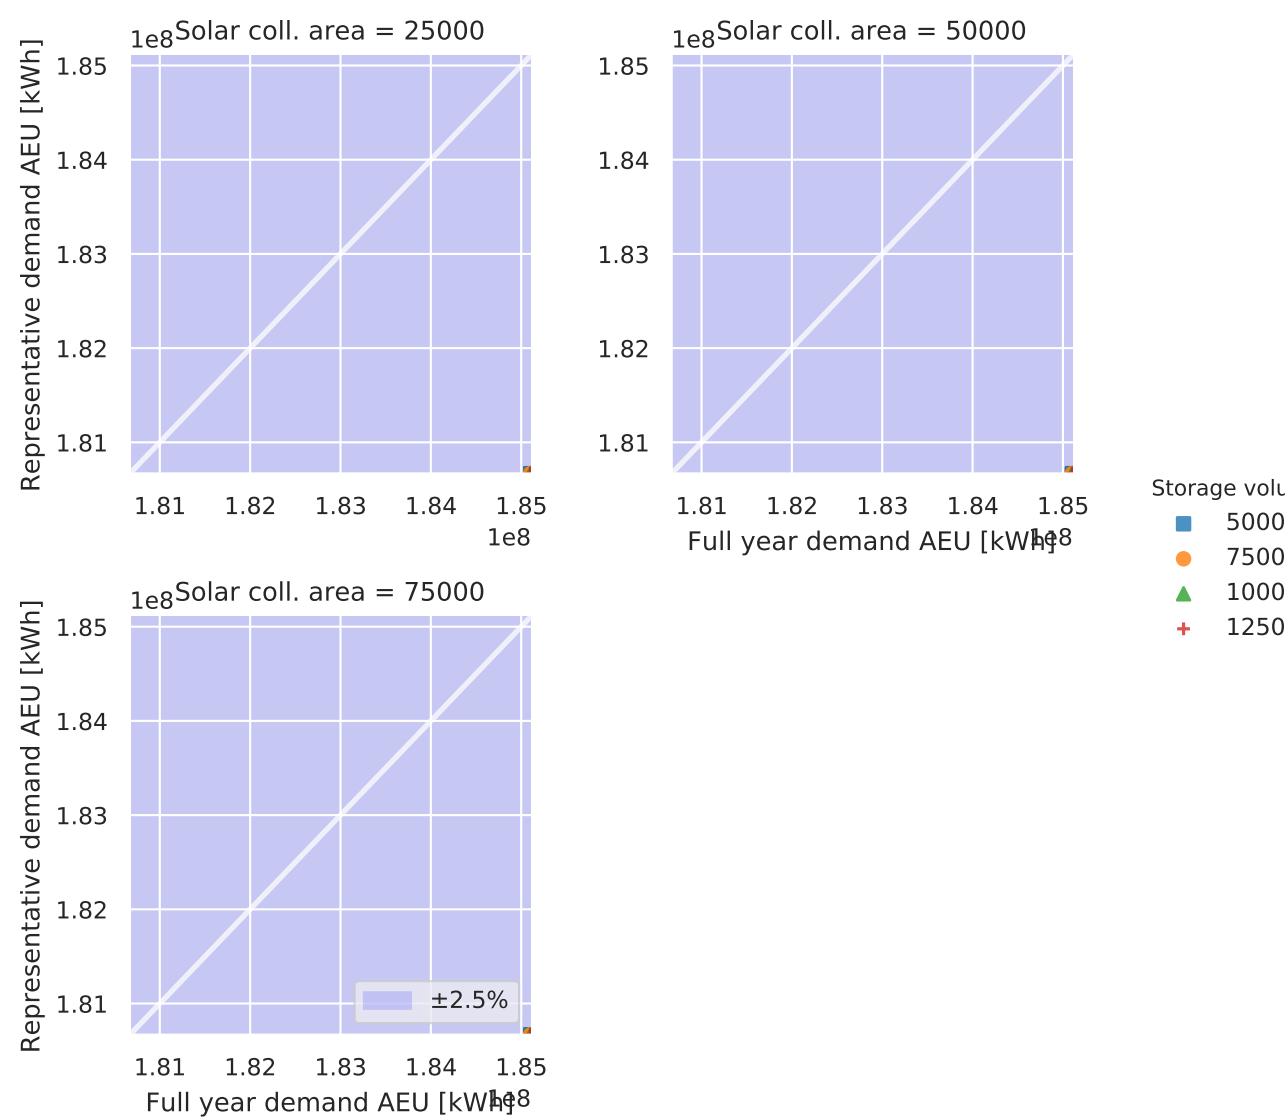 1e8 Solar coll. area = 25000
1.85
1.84
1.83
1.82
1.81
Representative demand AEU [kWh]
1.81 1.82 1.83 1.84 1.85
1e8
1e8 Solar coll. area = 50000
1.85
1.84
1.83
1.82
1.81
1.81 1.82 1.83 1.84 1.85
1e8
Full year demand AEU [kWh]
Storage volu
5000
7500
1000
1250
1e8 Solar coll. area = 75000
1.85
1.84
1.83
1.82
1.81
Representative demand AEU [kWh]
±2.5%
1.81 1.82 1.83 1.84 1.85
1e8
Full year demand AEU [kWh]